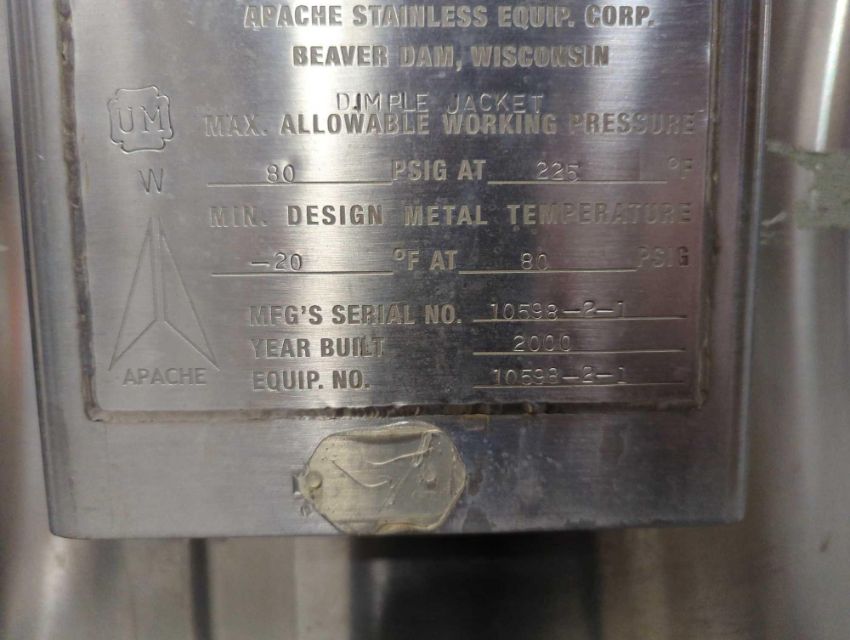 APACHE STAINLESS EQUIP. CORP.
BEAVER DAM, WISCONSIN
UM
W
DIMPLE JACKET
MAX. ALLOWABLE WORKING PRESSURE
80 PSIG AT 225 °F
MIN. DESIGN METAL TEMPERATURE
-20 °F AT 80 PSIG
MFG'S SERIAL NO. 10598-2-1
YEAR BUILT 2000
EQUIP. NO. 10598-2-1
APACHE